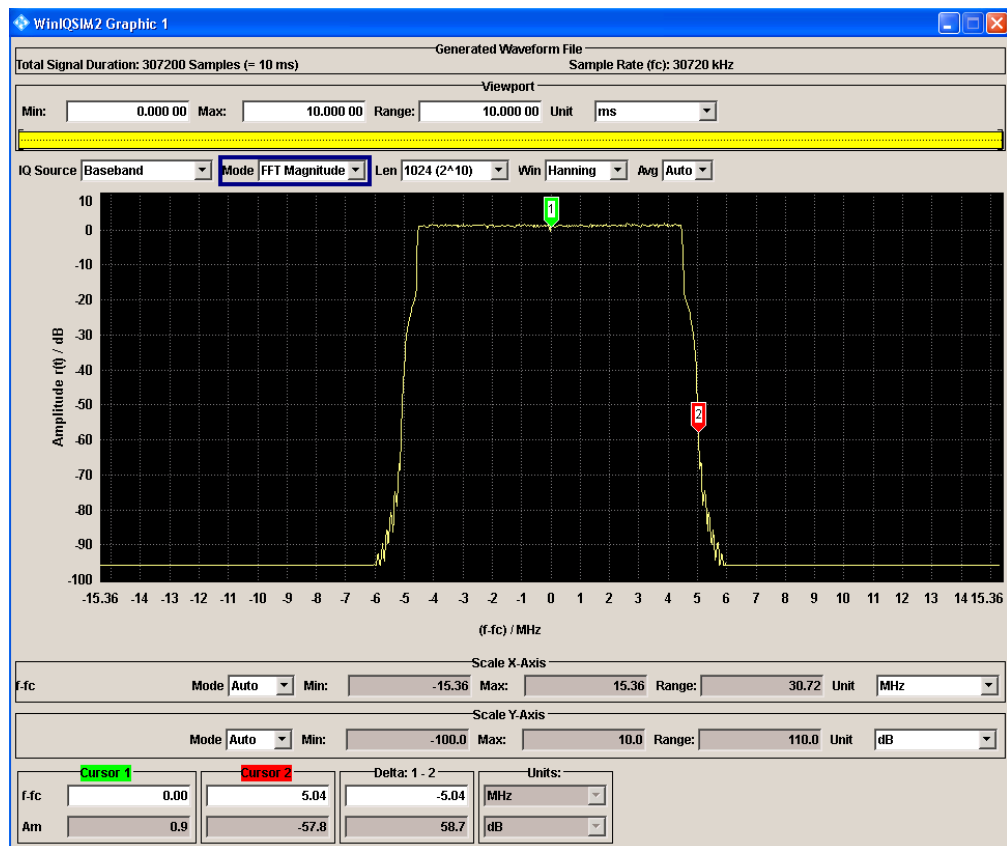 WinIQSIM2 Graphic 1
Generated Waveform File
Total Signal Duration: 307200 Samples (= 10 ms) Sample Rate (fc): 30720 kHz
Viewport
Min: 0.000 00 Max: 10.000 00 Range: 10.000 00 Unit ms
IQ Source Baseband Mode FFT Magnitude Len 1024 (2^10) Win Hanning Avg Auto
10
0
-10
-20
-30
-40
-50
-60
-70
-80
-90
-100
Amplitude r(t) / dB
1
2
-15.36 -14 -13 -12 -11 -10 -9 -8 -7 -6 -5 -4 -3 -2 -1 0 1 2 3 4 5 6 7 8 9 10 11 12 13 14 15.36
(f-fc) / MHz
Scale X-Axis
f-fc Mode Auto Min: -15.36 Max: 15.36 Range: 30.72 Unit MHz
Scale Y-Axis
Mode Auto Min: -100.0 Max: 10.0 Range: 110.0 Unit dB
Cursor 1 Cursor 2 Delta: 1 - 2 Units:
f-fc 0.00 5.04 -5.04 MHz
Am 0.9 -57.8 58.7 dB